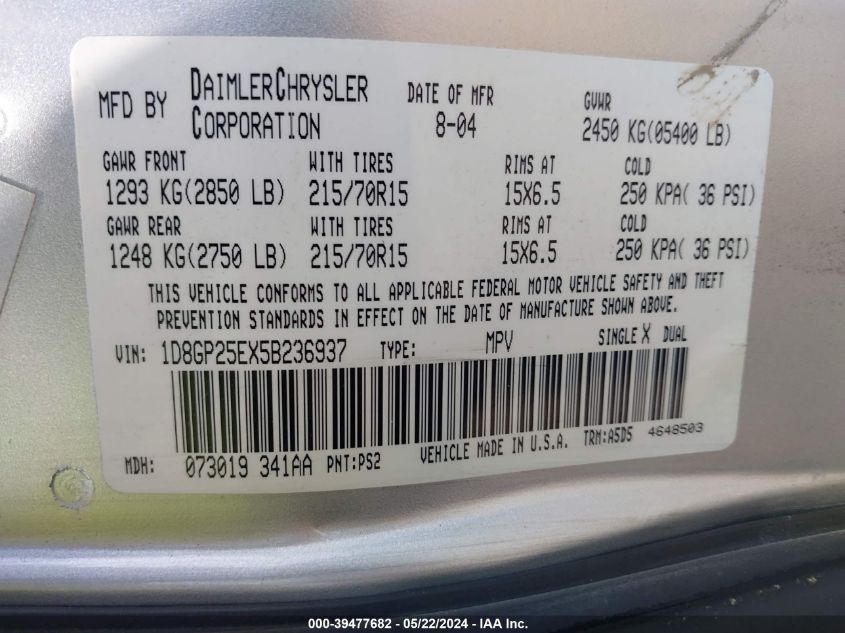 MFD BY DAIMLERCHRYSLER CORPORATION DATE OF MFR 8-04 GVWR 2450 KG(05400 LB)
GAWR FRONT WITH TIRES RIMS AT COLD
1293 KG(2850 LB) 215/70R15 15X6.5 250 KPA( 36 PSI)
GAWR REAR WITH TIRES RIMS AT COLD
1248 KG(2750 LB) 215/70R15 15X6.5 250 KPA( 36 PSI)
THIS VEHICLE CONFORMS TO ALL APPLICABLE FEDERAL MOTOR VEHICLE SAFETY AND THEFT
PREVENTION STANDARDS IN EFFECT ON THE DATE OF MANUFACTURE SHOWN ABOVE.
VIN: 1D8GP25EX5B236937 TYPE: MPV SINGLE X DUAL
MDH: 073019 341AA PNT:PS2 VEHICLE MADE IN U.S.A. TRM:A5D5 4648503
000-39477682 - 05/22/2024 - IAAI.com